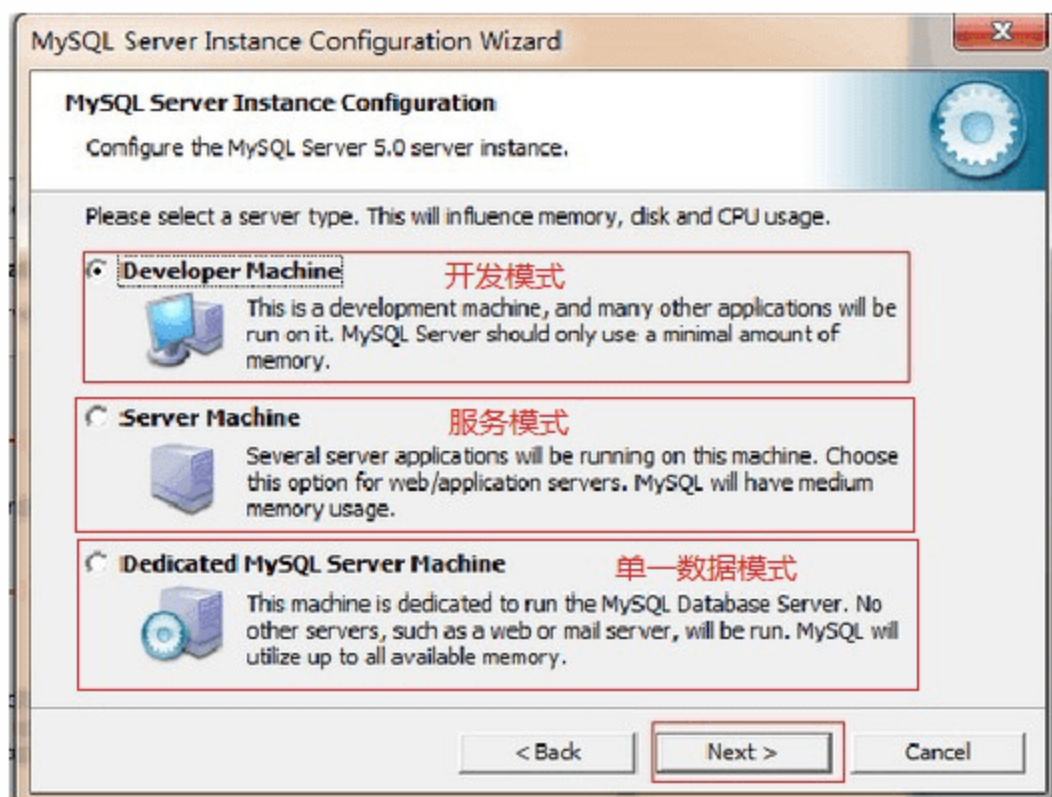 MySQL Server Instance Configuration Wizard
MySQL Server Instance Configuration
Configure the MySQL Server 5.0 server instance.
Please select a server type. This will influence memory, disk and CPU usage.
Developer Machine 开发模式
This is a development machine, and many other applications will be
run on it. MySQL Server should only use a minimal amount of
memory.
Server Machine 服务模式
Several server applications will be running on this machine. Choose
this option for web/application servers. MySQL will have medium
memory usage.
Dedicated MySQL Server Machine 单一数据模式
This machine is dedicated to run the MySQL Database Server. No
other servers, such as a web or mail server, will be run. MySQL will
utilize up to all available memory.
< Back Next > Cancel